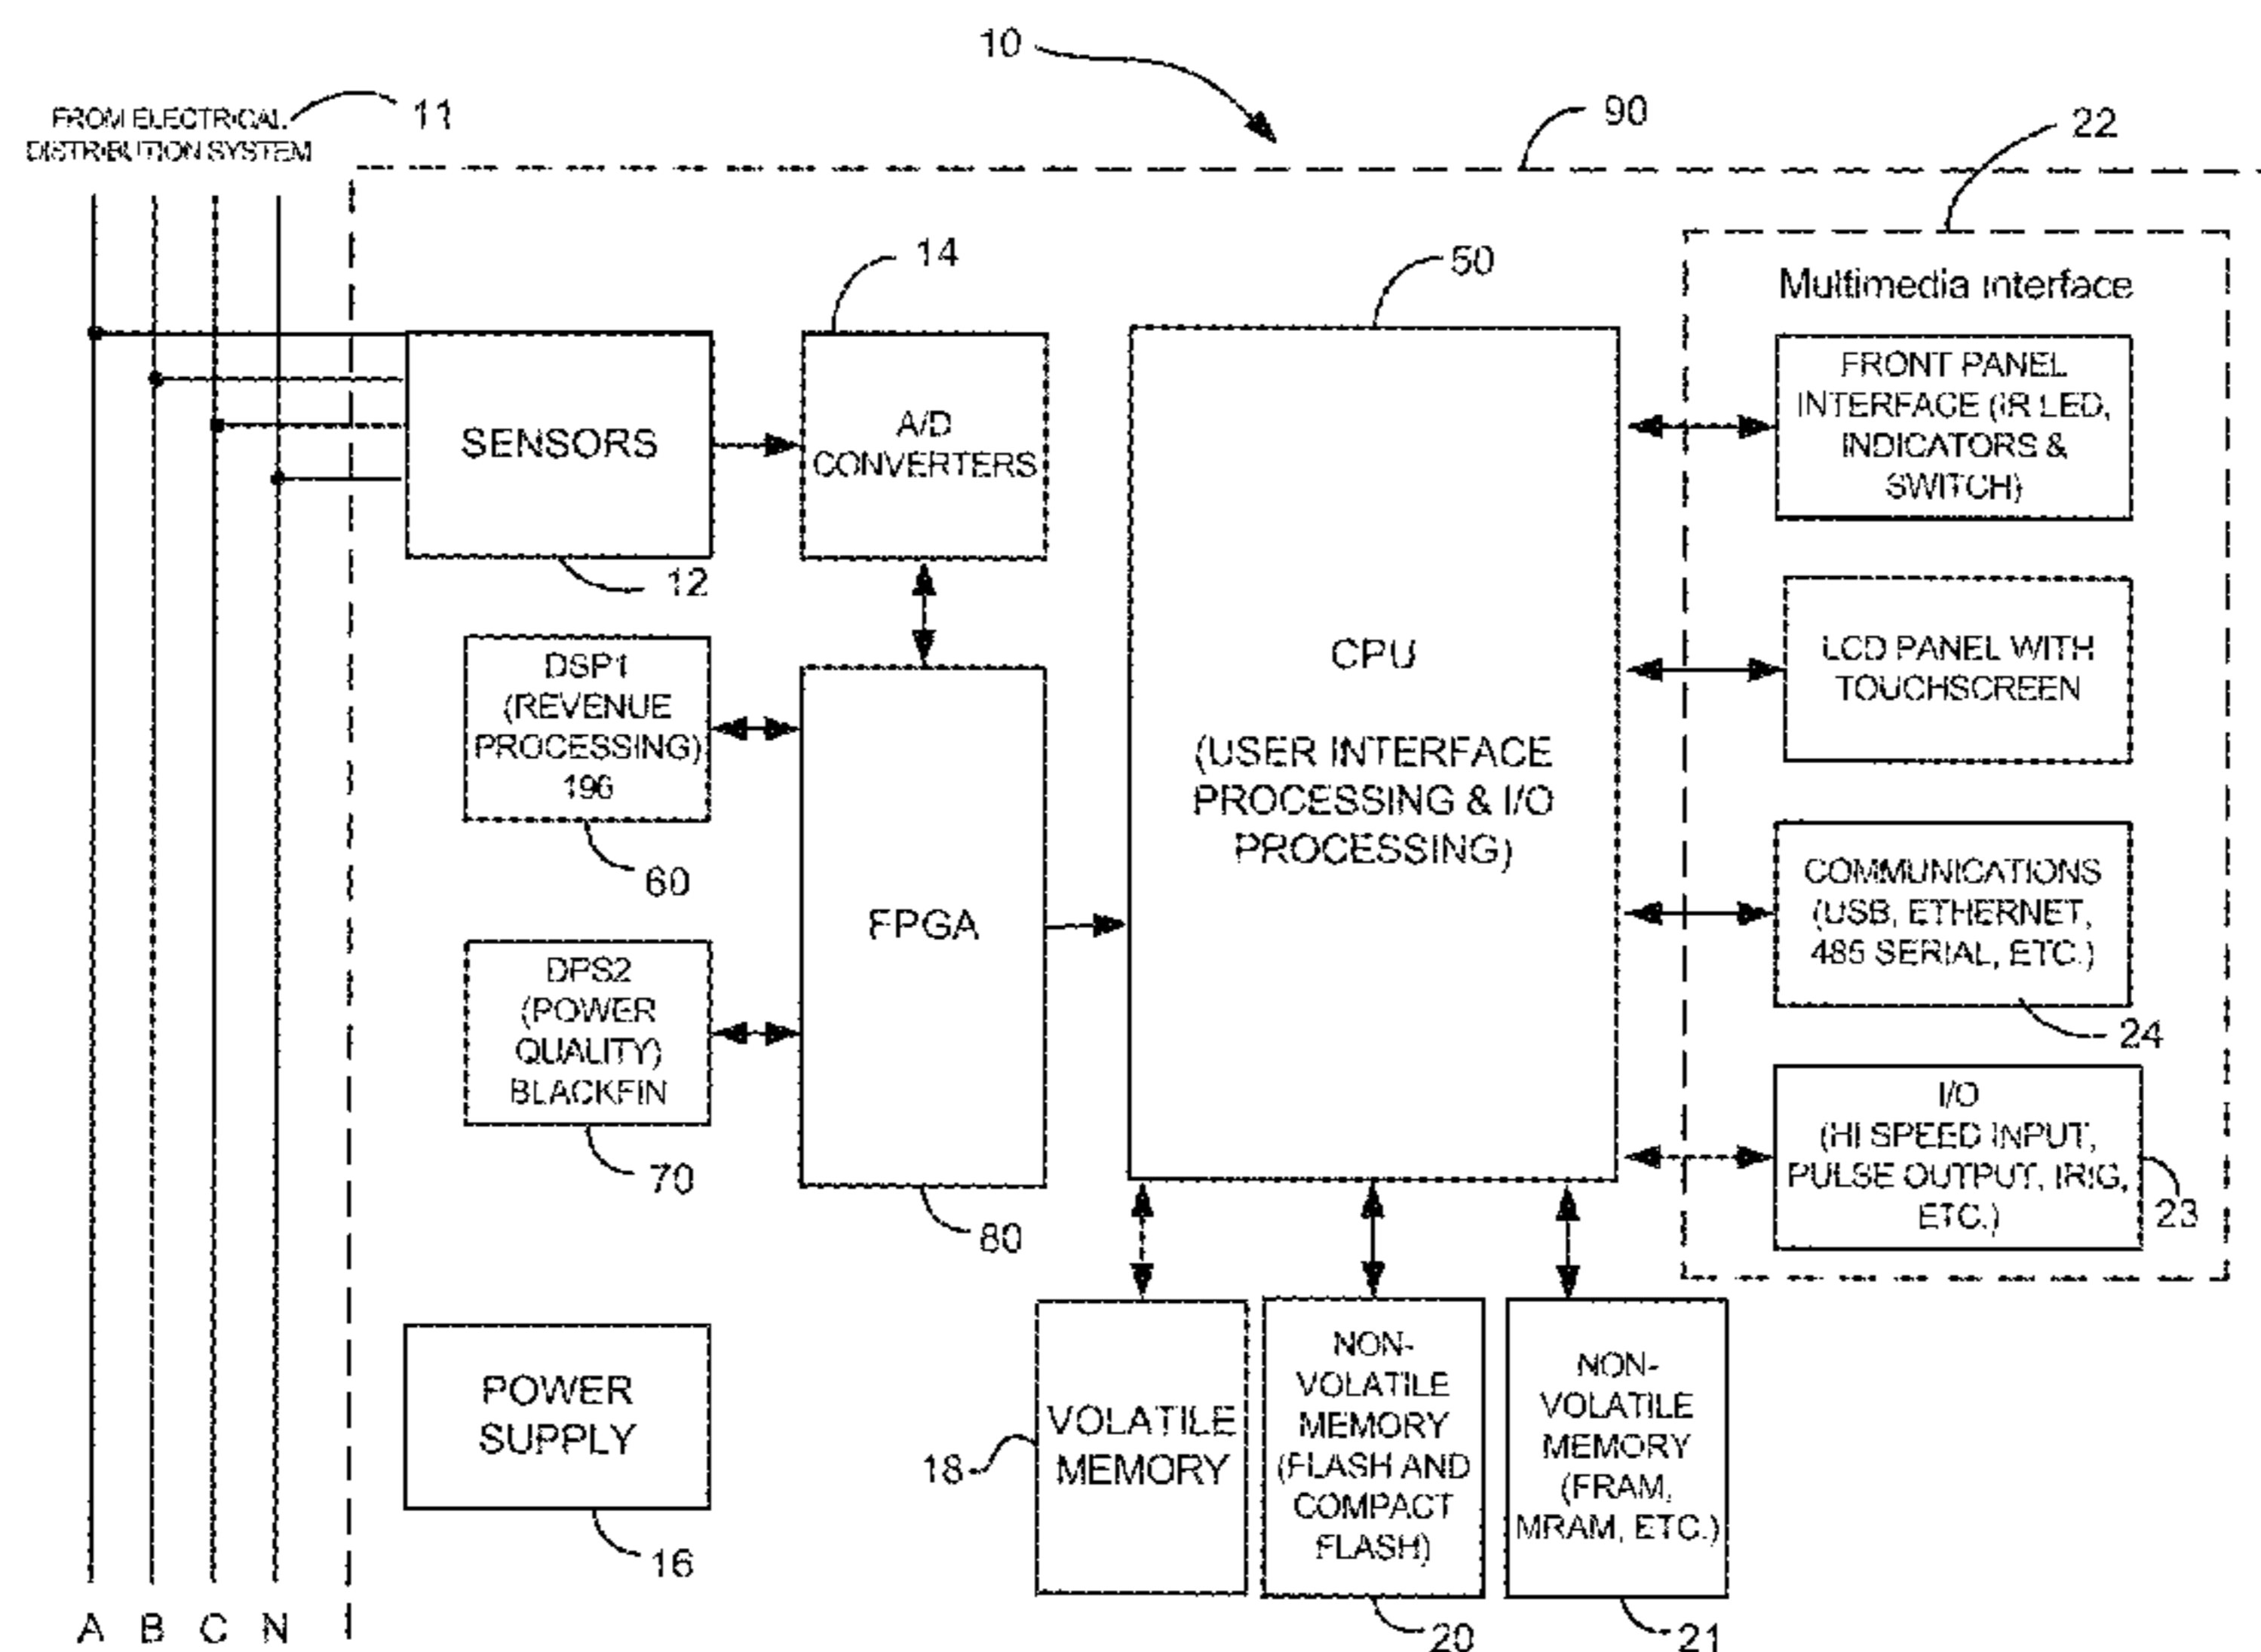 10
FROM ELECTRICAL
DISTRIBUTION SYSTEM
11
90
22
14
50
Multimedia Interface
SENSORS
12
A/D
CONVERTERS
FRONT PANEL
INTERFACE (IR LED,
INDICATORS &
SWITCH)
DSP1
(REVENUE
PROCESSING)
196
60
CPU
(USER INTERFACE
PROCESSING & I/O
PROCESSING)
LCD PANEL WITH
TOUCHSCREEN
FPGA
80
COMMUNICATIONS
(USB, ETHERNET,
485 SERIAL, ETC.)
24
DPS2
(POWER
QUALITY)
BLACKFIN
70
I/O
(HI SPEED INPUT,
PULSE OUTPUT, IRIG,
ETC.)
23
POWER
SUPPLY
16
18
VOLATILE
MEMORY
NON-
VOLATILE
MEMORY
(FLASH AND
COMPACT
FLASH)
20
NON-
VOLATILE
MEMORY
(FRAM,
MRAM, ETC.)
21
A B C N